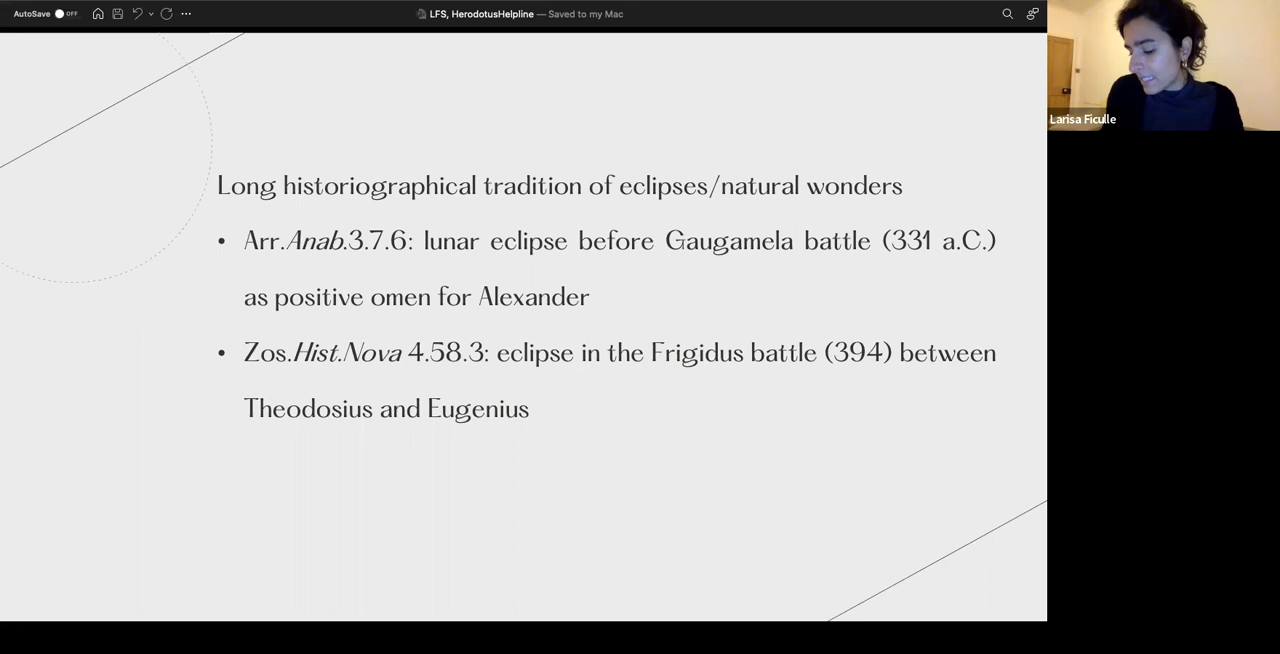 AutoSave OFF
LFS, HerodotusHelpline — Saved to my Mac
Larisa Ficulle
Long historiographical tradition of eclipses/natural wonders
• Arr.Anab.3.7.6: lunar eclipse before Gaugamela battle (331 a.C.)
as positive omen for Alexander
• Zos.Hist.Nova 4.58.3: eclipse in the Frigidus battle (394) between
Theodosius and Eugenius